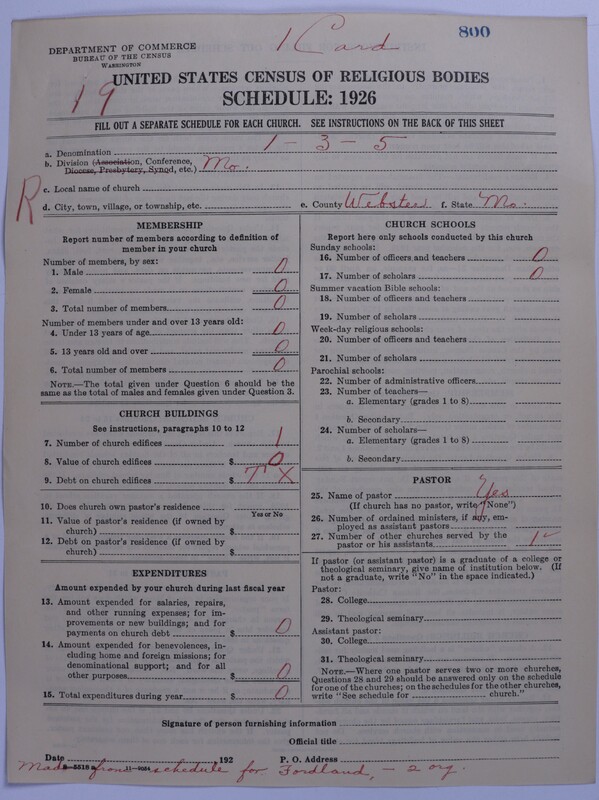 800
1 Card
DEPARTMENT OF COMMERCE
BUREAU OF THE CENSUS
WASHINGTON
19
UNITED STATES CENSUS OF RELIGIOUS BODIES
SCHEDULE: 1926
FILL OUT A SEPARATE SCHEDULE FOR EACH CHURCH. SEE INSTRUCTIONS ON THE BACK OF THIS SHEET
a. Denomination 1-3-5
b. Division (Association, Conference, Diocese, Presbytery, Synod, etc.) Mo.
R
c. Local name of church
d. City, town, village, or township, etc. e. County Webster f. State Mo.
MEMBERSHIP
Report number of members according to definition of
member in your church
Number of members, by sex:
1. Male 0
2. Female 0
3. Total number of members 0
Number of members under and over 13 years old:
4. Under 13 years of age 0
5. 13 years old and over 0
6. Total number of members 0
NOTE.—The total given under Question 6 should be
same as the total of males and females given under Question 3.
CHURCH BUILDINGS
See instructions, paragraphs 10 to 12
7. Number of church edifices 1
8. Value of church edifices $ 0
9. Debt on church edifices $ 7 X
10. Does church own pastor's residence
Yes or No
11. Value of pastor's residence (if owned by
church) $
12. Debt on pastor's residence (if owned by
church) $
EXPENDITURES
Amount expended by your church during last fiscal year
13. Amount expended for salaries, repairs,
and other running expenses; for im-
provements or new buildings; and for
payments on church debt $ 0
14. Amount expended for benevolences, in-
cluding home and foreign missions; for
denominational support; and for all
other purposes $ 0
15. Total expenditures during year $ 0
CHURCH SCHOOLS
Report here only schools conducted by this church
Sunday schools:
16. Number of officers and teachers 0
17. Number of scholars 0
Summer vacation Bible schools:
18. Number of officers and teachers
19. Number of scholars
Week-day religious schools:
20. Number of officers and teachers
21. Number of scholars
Parochial schools:
22. Number of administrative officers
23. Number of teachers—
a. Elementary (grades 1 to 8)
b. Secondary
24. Number of scholars—
a. Elementary (grades 1 to 8)
b. Secondary
PASTOR
25. Name of pastor Yes
(If church has no pastor, write "None")
26. Number of ordained ministers, if any, em-
ployed as assistant pastors
27. Number of other churches served by the
pastor or his assistants 1
If pastor (or assistant pastor) is a graduate of a college or
theological seminary, give name of institution below. (If
not a graduate, write "No" in the space indicated.)
Pastor:
28. College
29. Theological seminary
Assistant pastor:
30. College
31. Theological seminary
NOTE.—Where one pastor serves two or more churches,
Questions 28 and 29 should be answered only on the schedule
for one of the churches; on the schedules for the other churches,
write "See schedule for church."
Signature of person furnishing information
Official title
Date 192 P. O. Address
8-5518 a 11-9034
Made from schedule for Fordland, - 2 org.